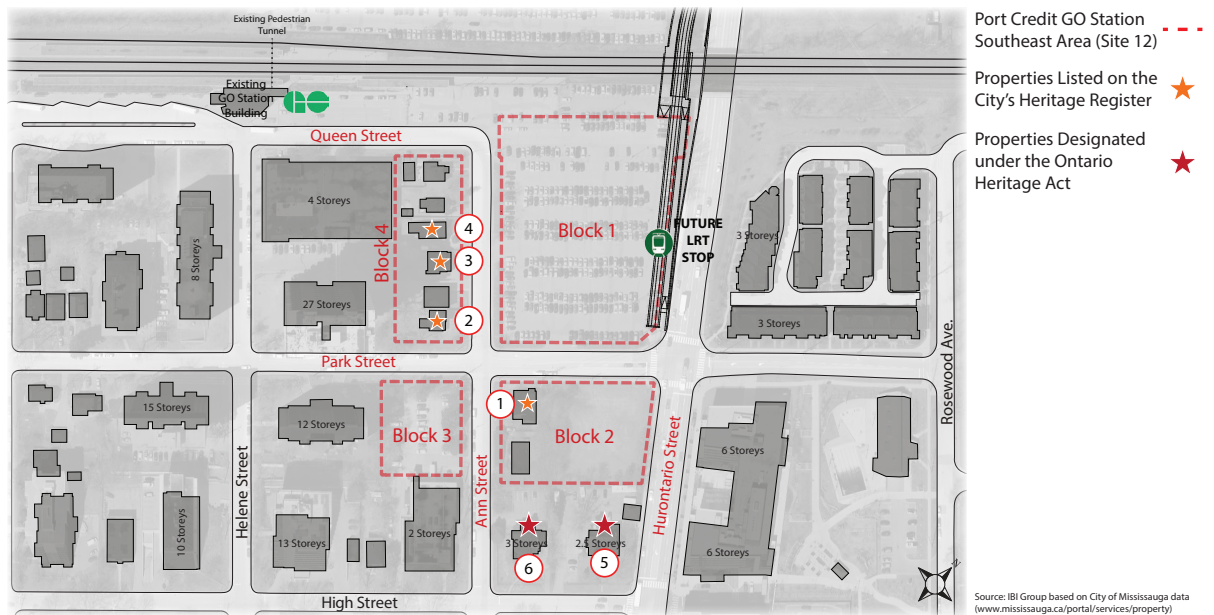 Existing Pedestrian
Tunnel
Port Credit GO Station
Southeast Area (Site 12)
Properties Listed on the
City's Heritage Register
Properties Designated
under the Ontario
Heritage Act
Existing
GO Station
Building
GO
Queen Street
4 Storeys
8 Storeys
27 Storeys
Block 4
4
3
2
Block 1
FUTURE
LRT
STOP
3 Storeys
3 Storeys
Rosewood Ave.
Park Street
15 Storeys
12 Storeys
Block 3
1
Block 2
6 Storeys
Helene Street
Ann Street
Hurontario Street
10 Storeys
13 Storeys
2 Storeys
3 Storeys
6
2.5 Storeys
5
6 Storeys
N
High Street
Source: IBI Group based on City of Mississauga data
(www.mississauga.ca/portal/services/property)